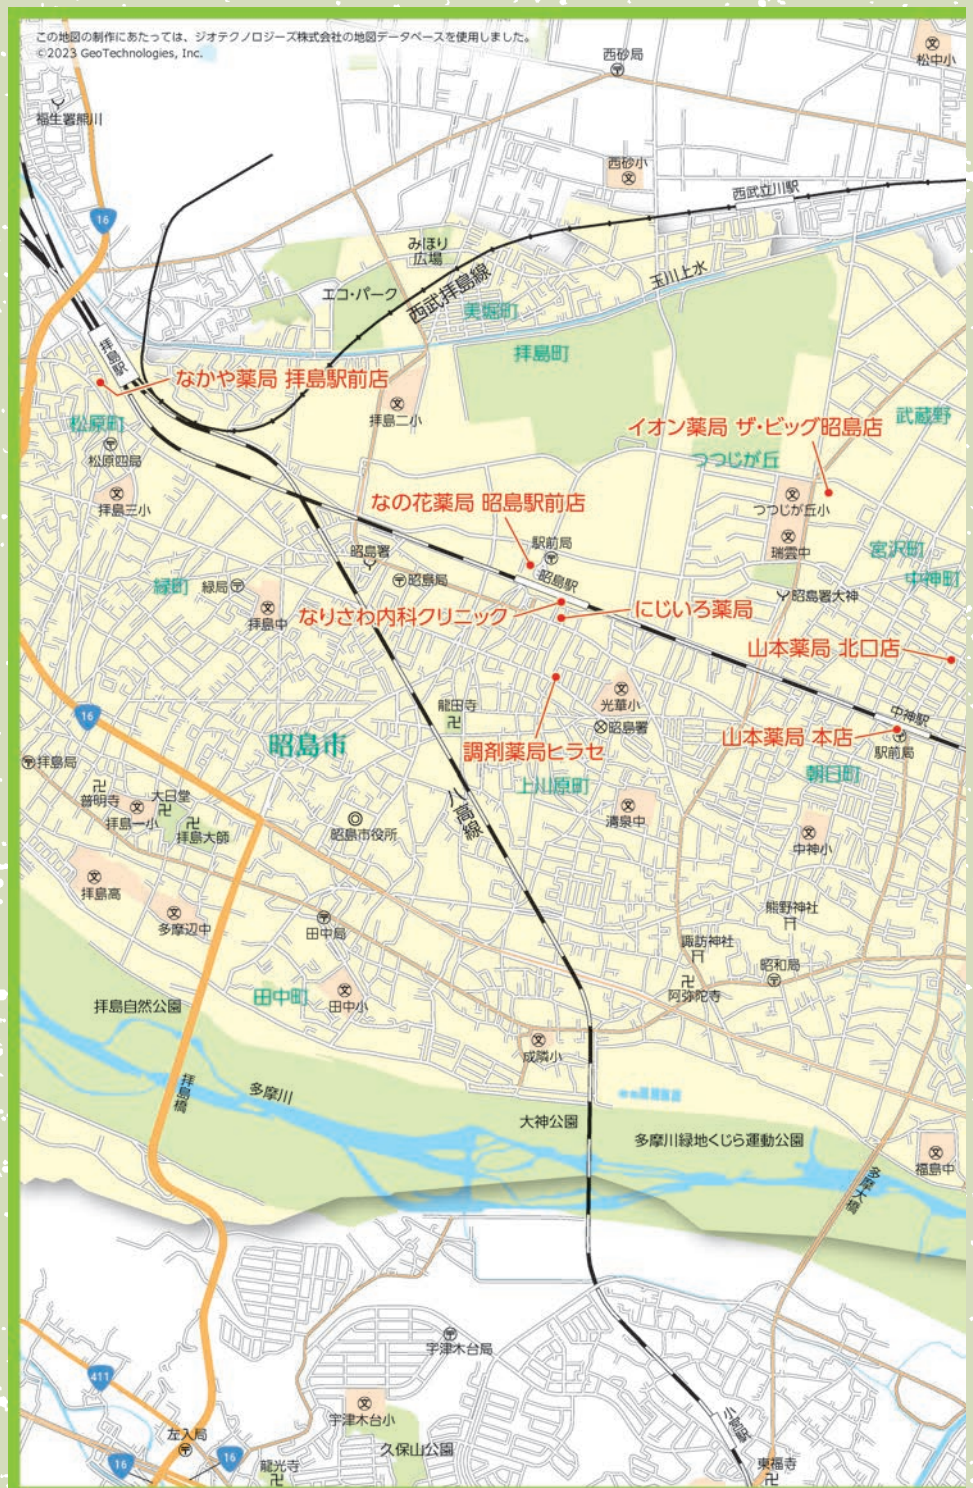 この地図の制作にあたっては、ジオテクノロジーズ株式会社の地図データベースを使用しました。
©2023 GeoTechnologies, Inc.
西砂局
松中小
福生署熊川
西砂小
西武立川駅
16
みほり
広場
西武拝島線
玉川上水
エコ・パーク
美堀町
拝島町
拝島駅
なかや薬局 拝島駅前店
拝島二小
松原町
松原四局
拝島三小
イオン薬局 ザ・ビッグ昭島店
武蔵野
つつじが丘
つつじが丘小
なの花薬局 昭島駅前店
駅前局
昭島駅
瑞雲中
宮沢町
中神町
昭島署
昭島局
緑町
緑局
拝島中
昭島署大神
なりさわ内科クリニック
にじいろ薬局
山本薬局 北口店
光華小
龍田寺
昭島署
中神駅
16
昭島市
調剤薬局ヒラセ
山本薬局 本店
駅前局
拝島局
朝日町
上川原町
普明寺
大日堂
拝島一小
拝島大師
八高線
昭島市役所
清泉中
中神小
拝島高
多摩辺中
田中局
熊野神社
諏訪神社
昭和局
阿弥陀寺
田中町
田中小
拝島自然公園
成隣小
拝島橋
多摩川
大神公園
多摩川緑地くじら運動公園
福島中
多摩大橋
宇津木台局
411
宇津木台小
小宮駅
左入局
久保山公園
16
16
龍光寺
東福寺